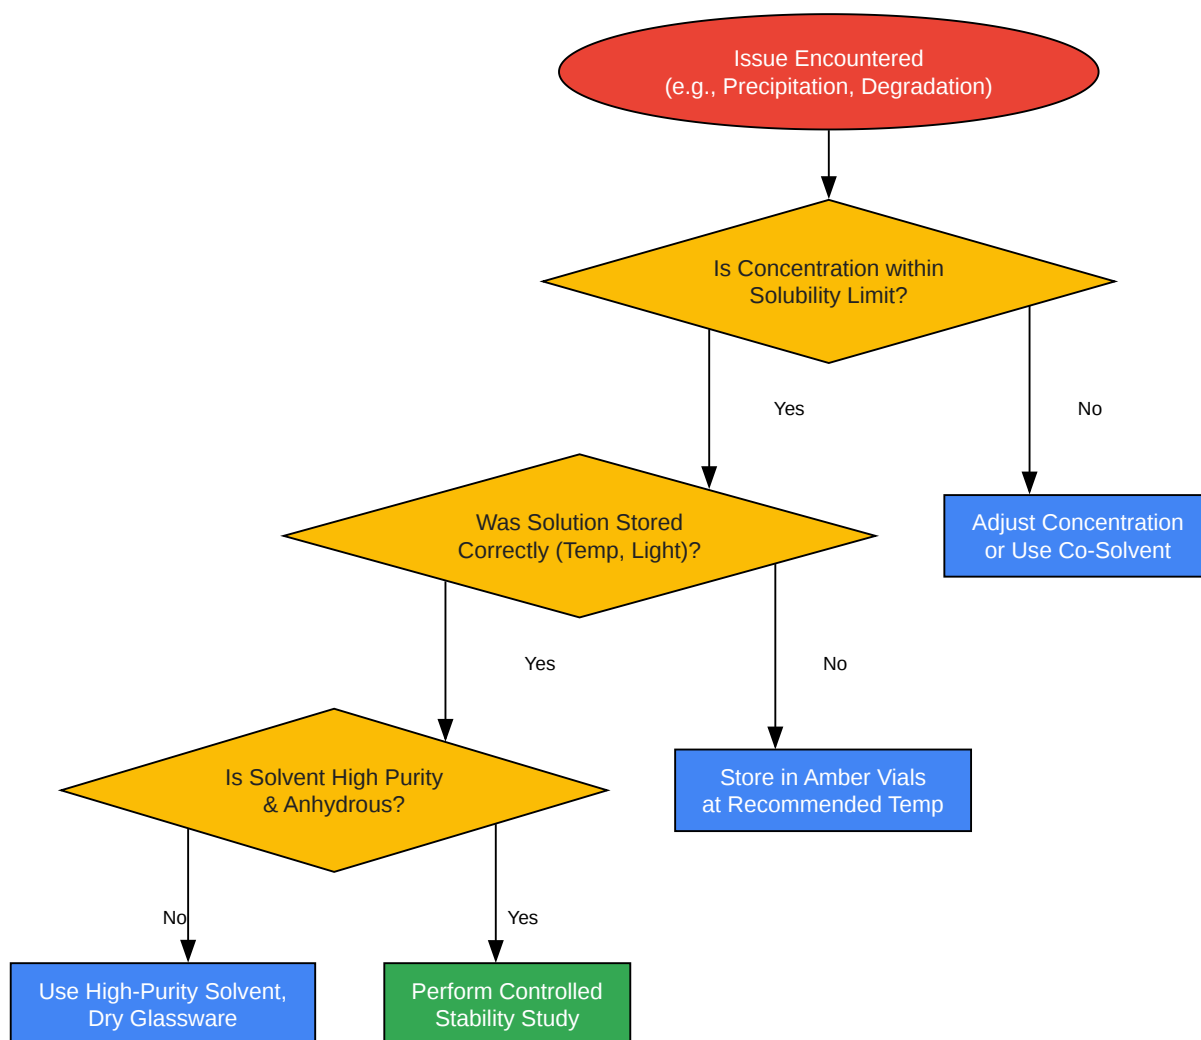 Issue Encountered
(e.g., Precipitation, Degradation)
Is Concentration within
Solubility Limit?
Yes
No
Was Solution Stored
Correctly (Temp, Light)?
Adjust Concentration
or Use Co-Solvent
Yes
No
Is Solvent High Purity
& Anhydrous?
Store in Amber Vials
at Recommended Temp
No
Yes
Use High-Purity Solvent,
Dry Glassware
Perform Controlled
Stability Study